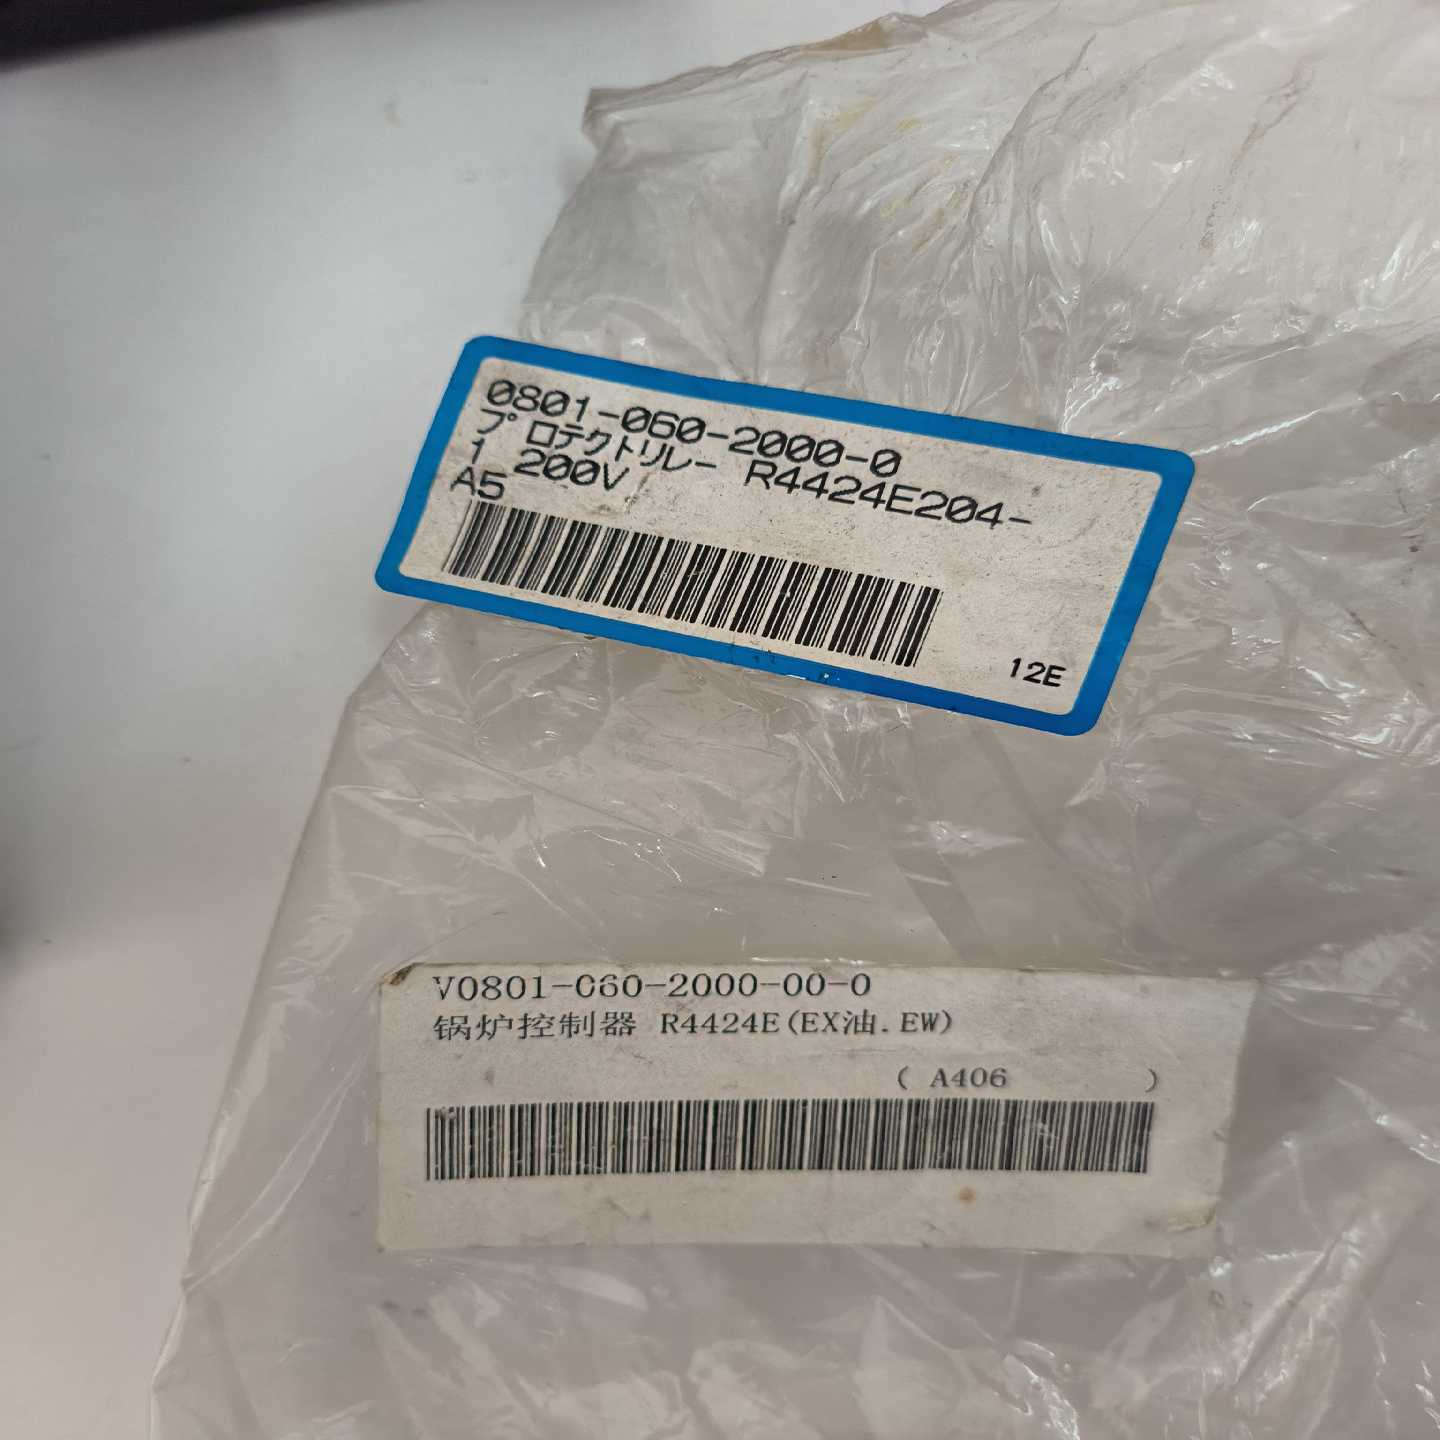 0801-060-2000-0
プロテクトリレー R4424E204-
1 200V
A5
12E
V0801-060-2000-00-0
锅炉控制器 R4424E(EX油.EW)
( A406 )